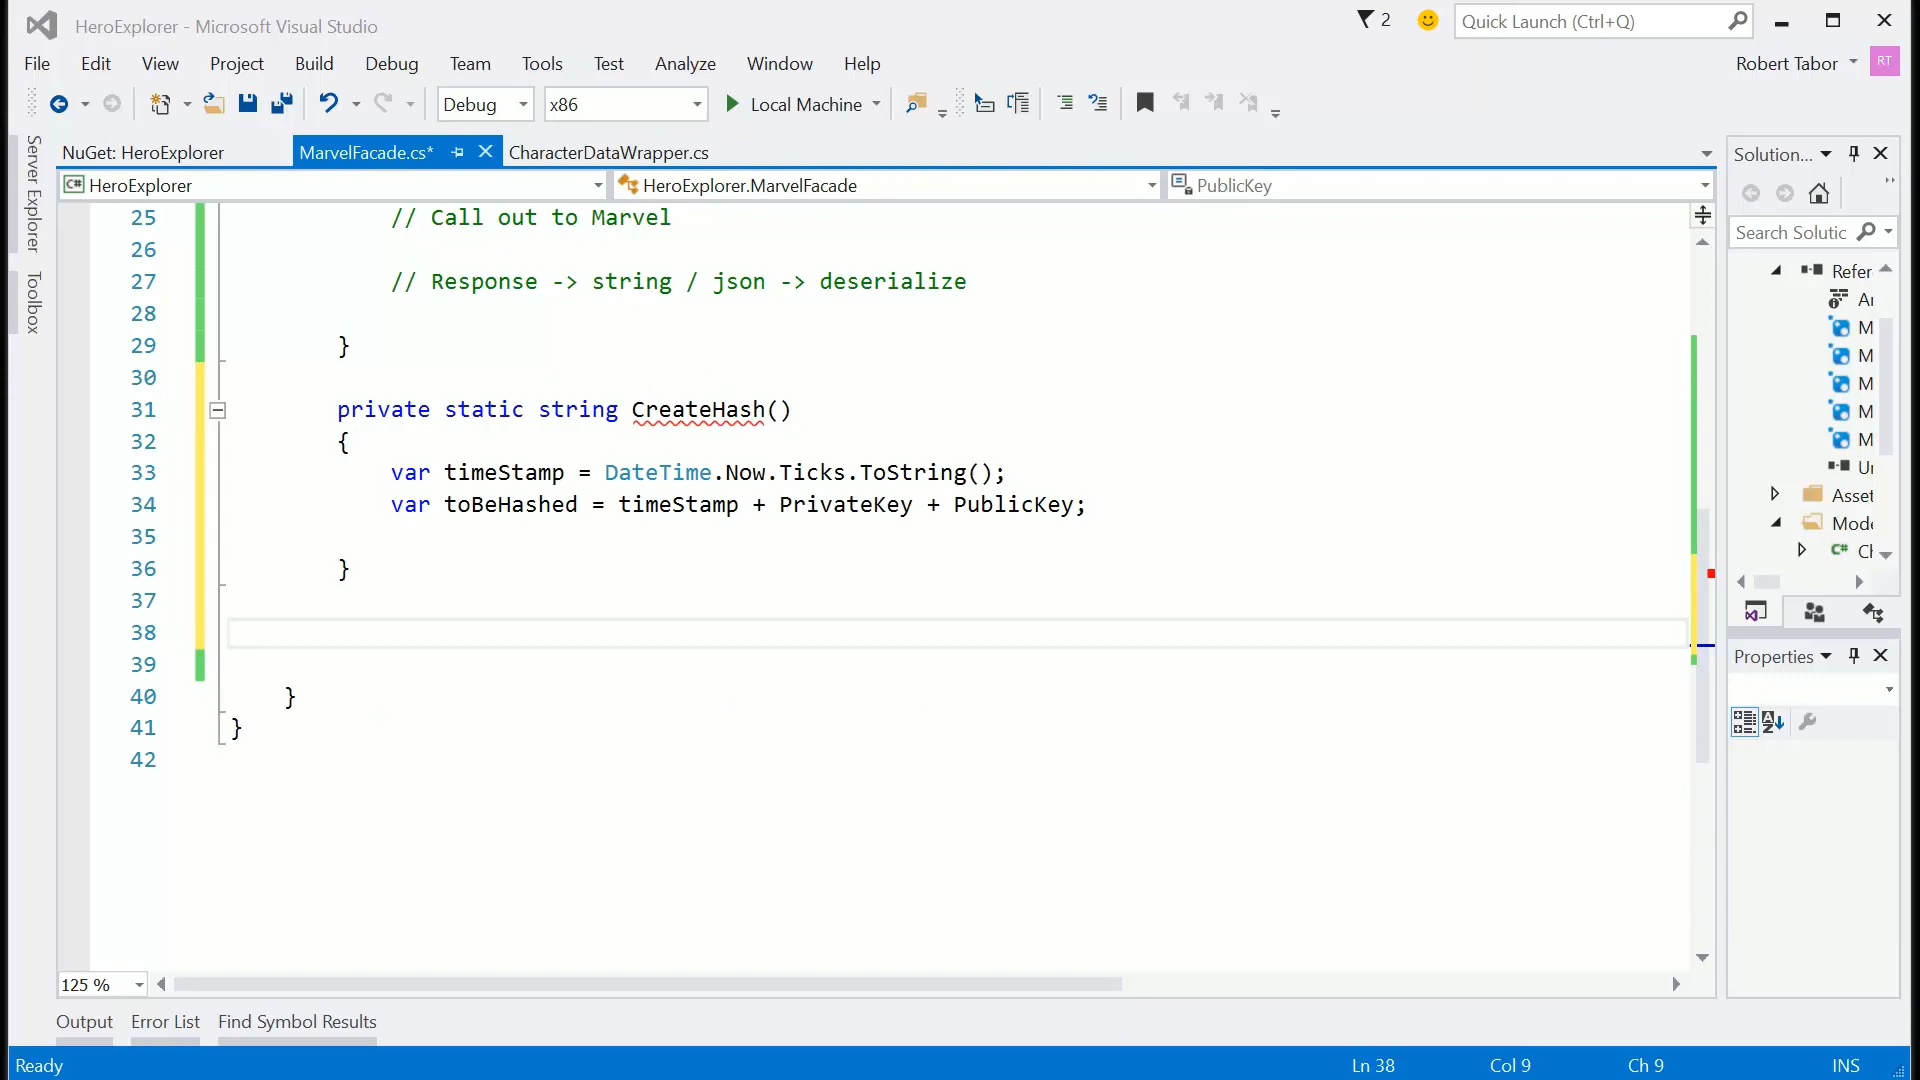 HeroExplorer - Microsoft Visual Studio
2
Quick Launch (Ctrl+Q)
File Edit View Project Build Debug Team Tools Test Analyze Window Help
Robert Tabor RT
Debug x86 Local Machine
Server Explorer
Toolbox
NuGet: HeroExplorer MarvelFacade.cs* CharacterDataWrapper.cs
C# HeroExplorer HeroExplorer.MarvelFacade PublicKey
25 // Call out to Marvel
26
27 // Response -> string / json -> deserialize
28
29 }
30
31 private static string CreateHash()
32 {
33 var timeStamp = DateTime.Now.Ticks.ToString();
34 var toBeHashed = timeStamp + PrivateKey + PublicKey;
35
36 }
37
38
39
40 }
41 }
42
125 %
Solution...
Search Solutic
Refer
Ar
M
M
M
M
M
Ur
Asset
Mode
C# Ch
Properties
Output Error List Find Symbol Results
Ready Ln 38 Col 9 Ch 9 INS